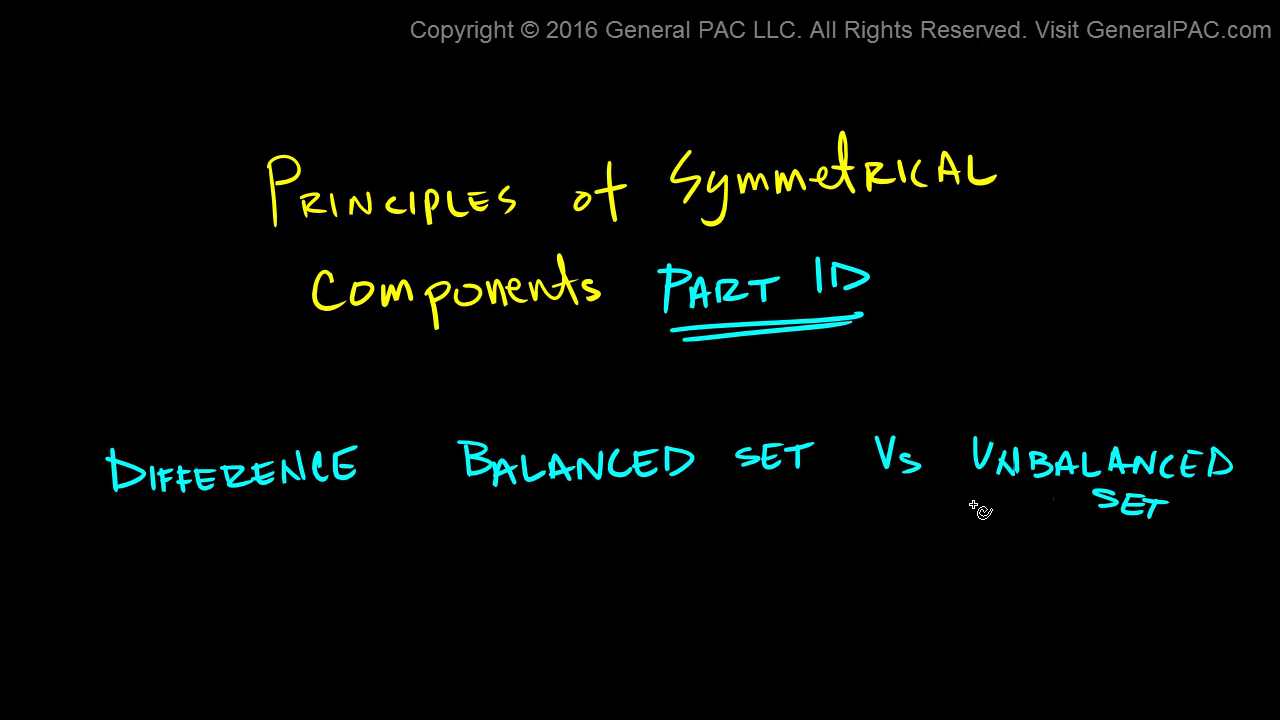 Copyright © 2016 General PAC LLC. All Rights Reserved. Visit GeneralPAC.com
PRINCIPLES of SymmetRICAL
Components PART 1D
DIFFERENCE BALANCED SET Vs UNBALANCED
SET